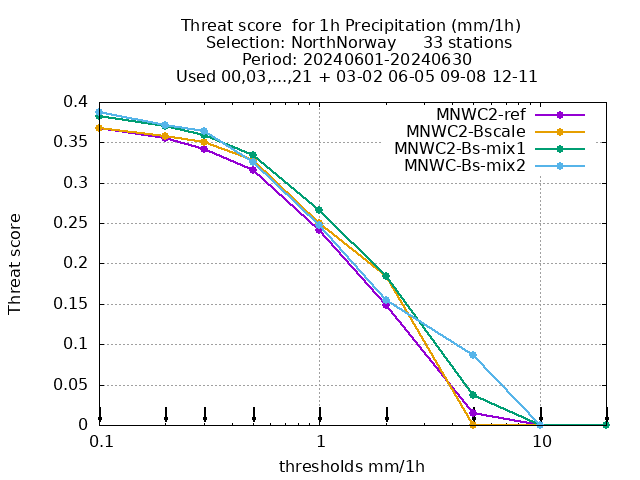 Threat score  for 1h Precipitation (mm/1h)
Selection: NorthNorway     33 stations
Period: 20240601-20240630
Used 00,03,...,21 + 03-02 06-05 09-08 12-11
MNWC2-ref
MNWC2-Bscale
MNWC2-Bs-mix1
MNWC-Bs-mix2
Threat score
0.4
0.35
0.3
0.25
0.2
0.15
0.1
0.05
0
0.1 1 10
thresholds mm/1h